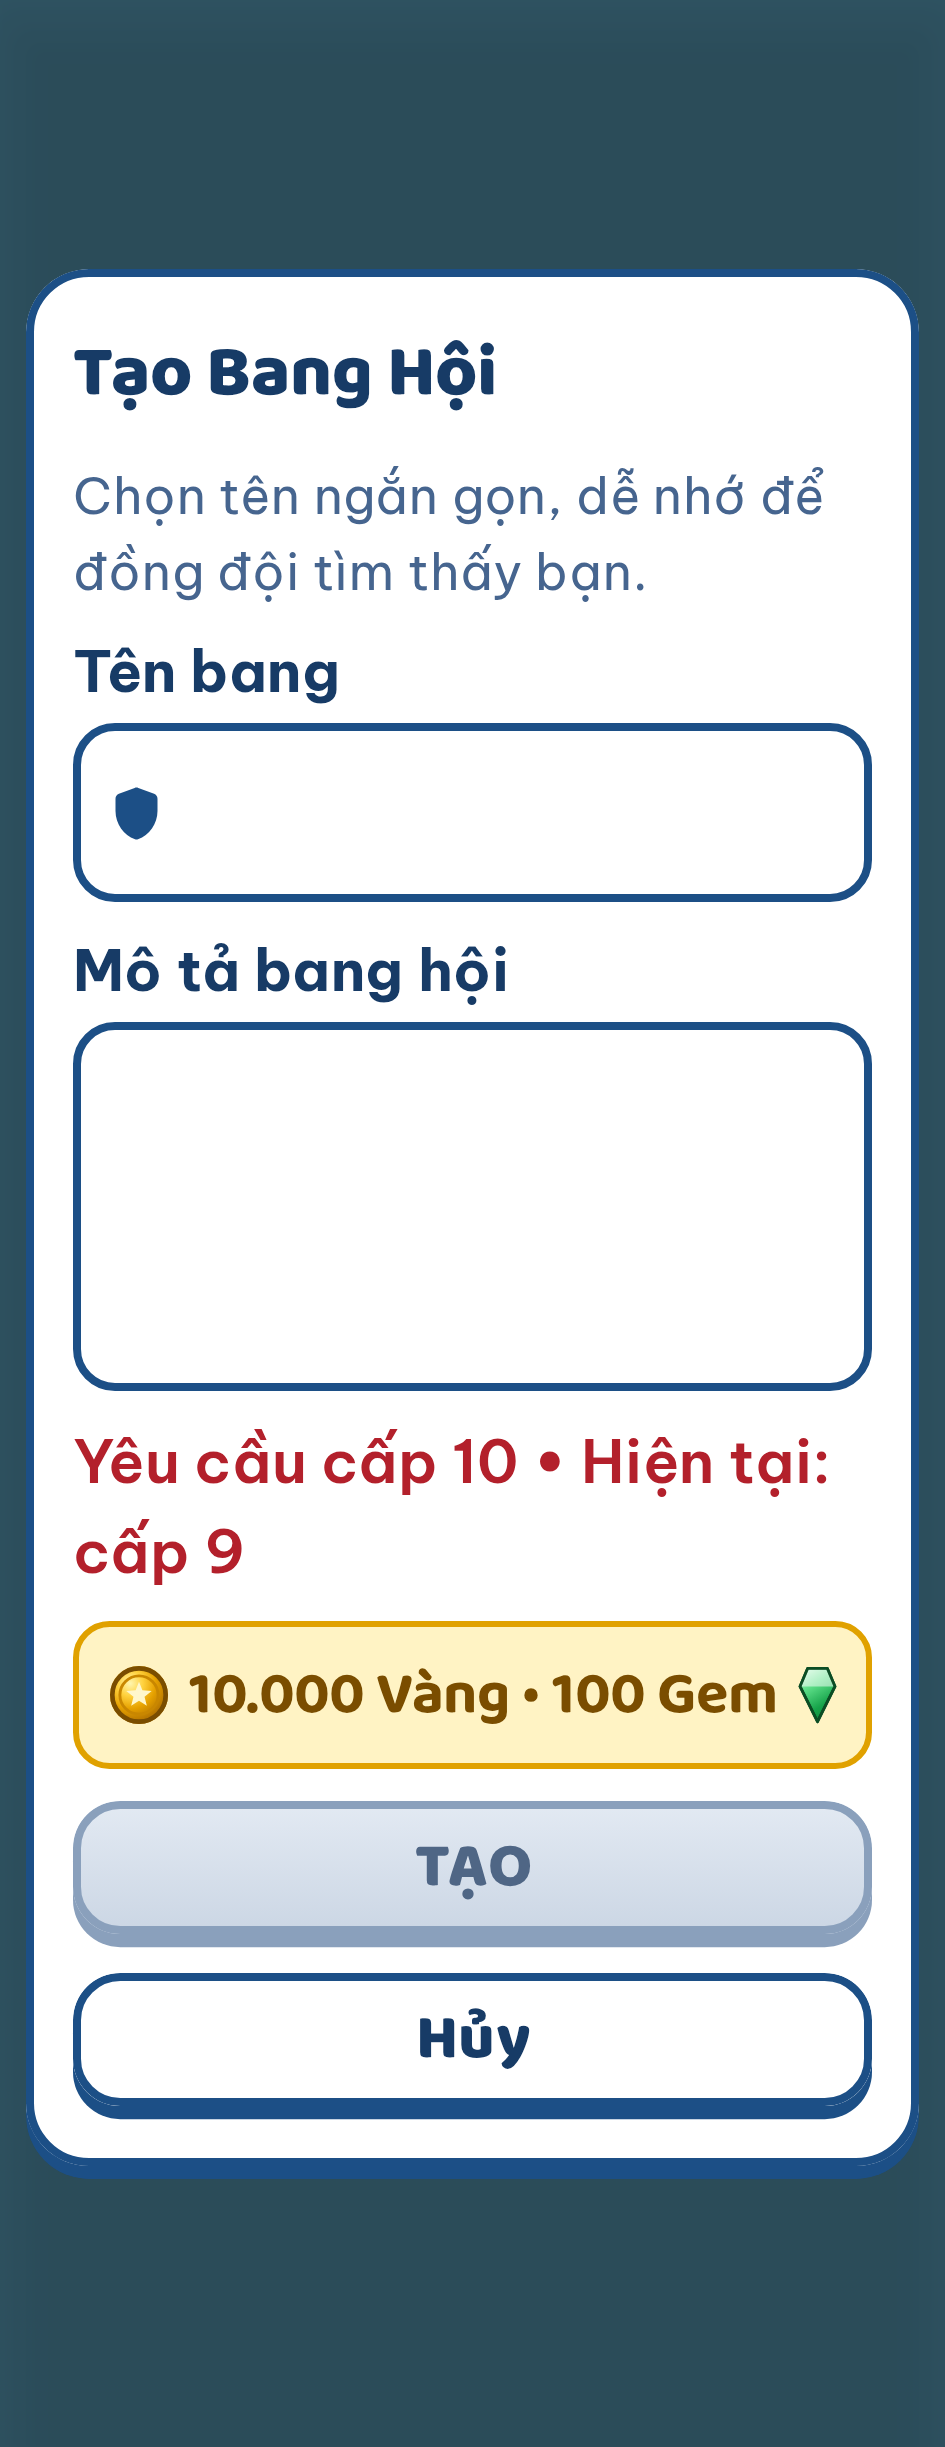 Tạo Bang Hội
Chọn tên ngắn gọn, dễ nhớ để
đồng đội tìm thấy bạn.
Tên bang
Mô tả bang hội
Yêu cầu cấp 10 • Hiện tại:
cấp 9
10.000 Vàng • 100 Gem
TẠO
Hủy